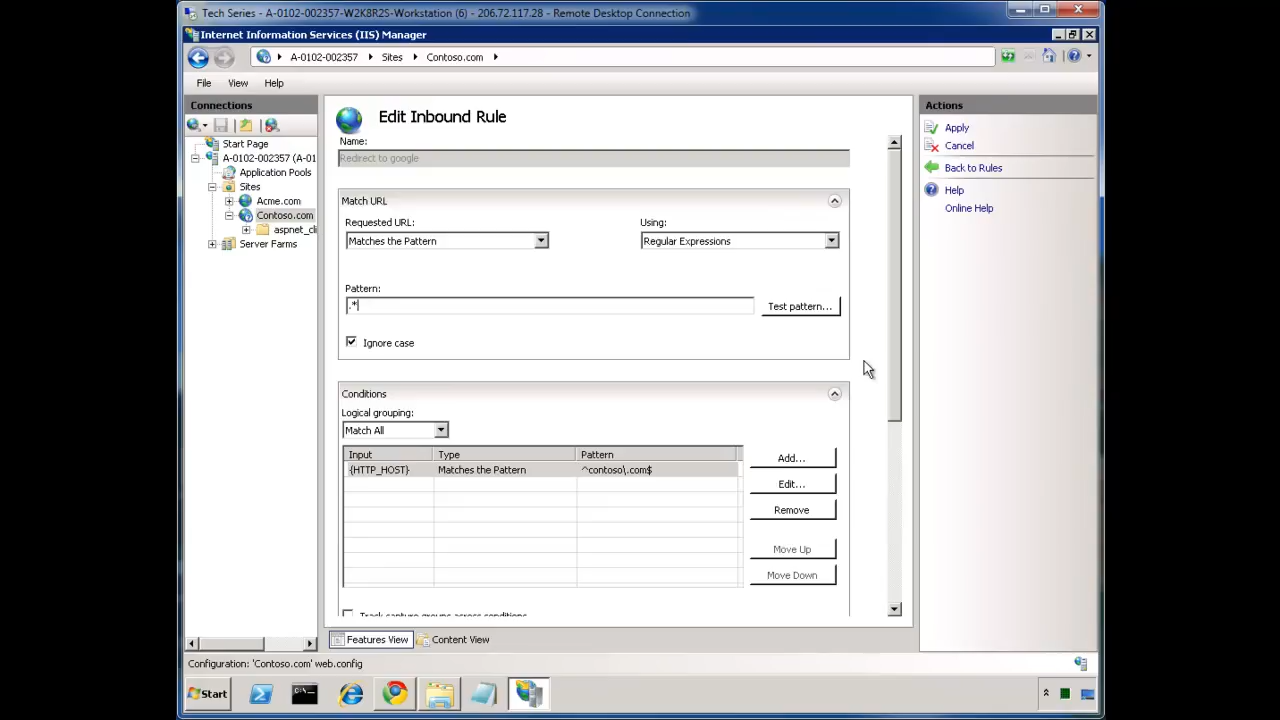 Tech Series - A-0102-002357-W2K8R2S-Workstation (6) - 206.72.117.28 - Remote Desktop Connection
Internet Information Services (IIS) Manager
A-0102-002357 Sites Contoso.com
File View Help
Connections
Start Page
A-0102-002357 (A-01
Application Pools
Sites
Acme.com
Contoso.com
aspnet_cli
Server Farms
Edit Inbound Rule
Name:
Redirect to google
Match URL
Requested URL: Using:
Matches the Pattern Regular Expressions
Pattern:
.* Test pattern...
Ignore case
Conditions
Logical grouping:
Match All
Input Type Pattern
{HTTP_HOST} Matches the Pattern ^contoso\.com$
Add...
Edit...
Remove
Move Up
Move Down
Track capture groups across conditions
Features View Content View
Actions
Apply
Cancel
Back to Rules
Help
Online Help
Configuration: 'Contoso.com' web.config
Start